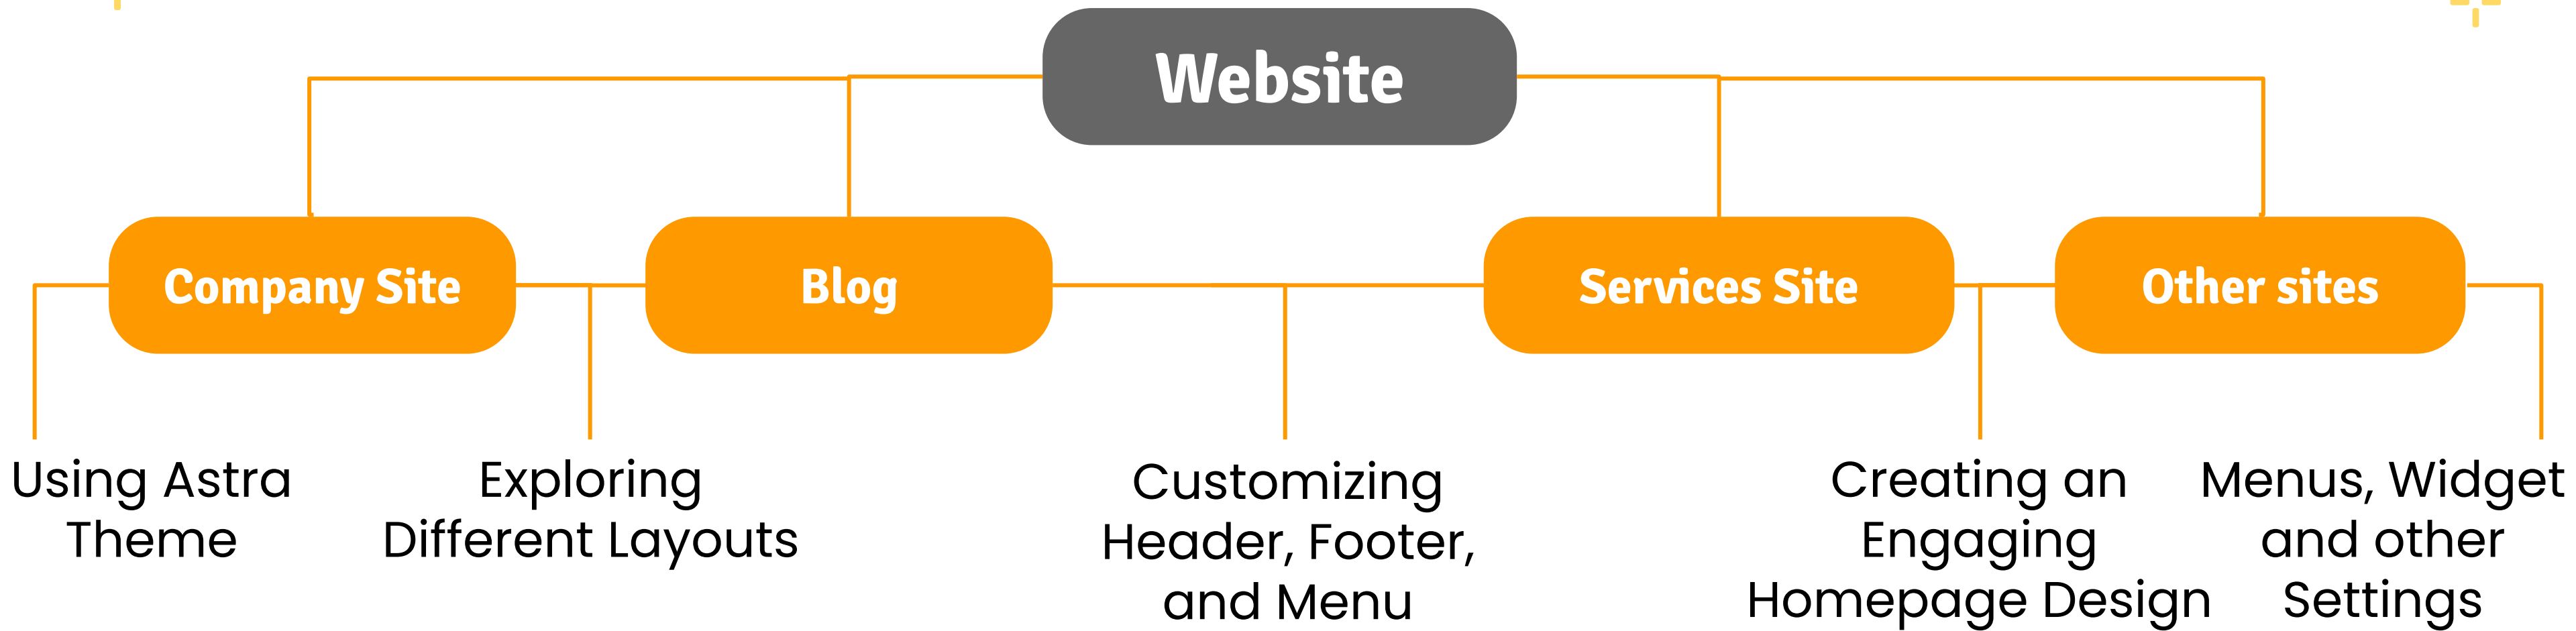 Website
Company Site
Blog
Services Site
Other sites
Using Astra
Theme
Exploring
Different Layouts
Customizing
Header, Footer,
and Menu
Creating an
Engaging
Homepage Design
Menus, Widget
and other
Settings